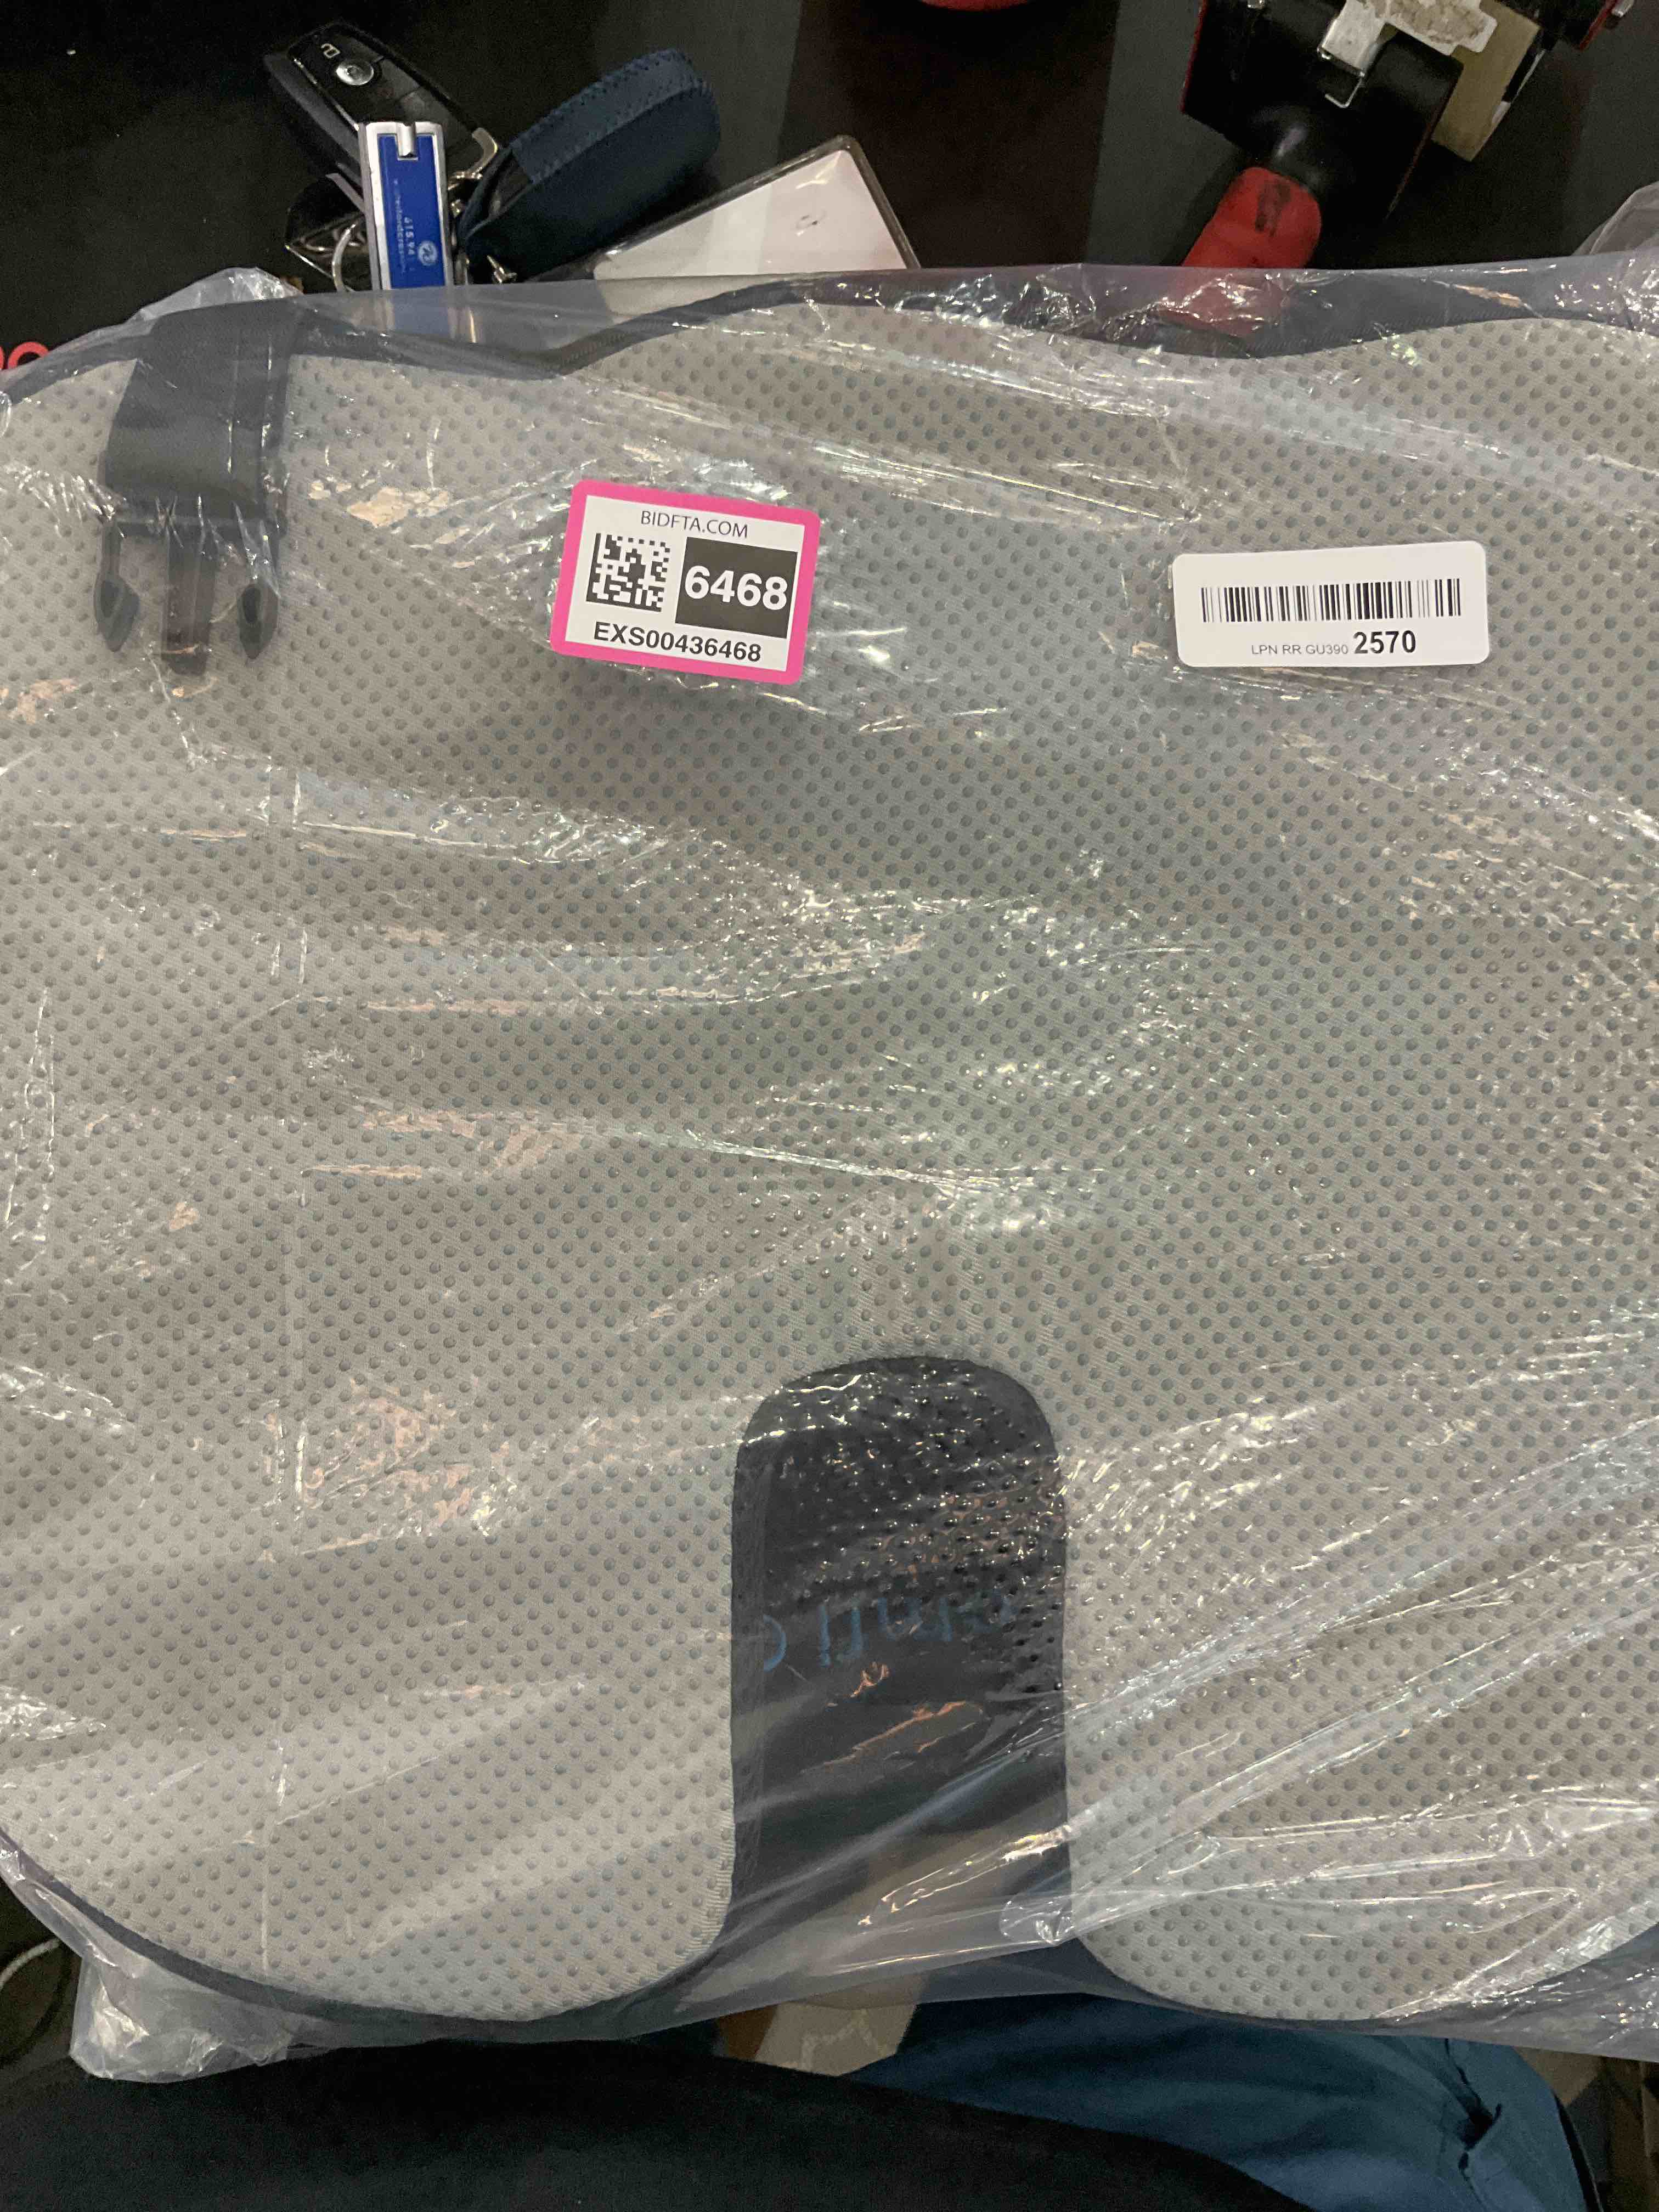 BIDFTA.COM
6468
EXS00436468
LPN RR GU390 2570